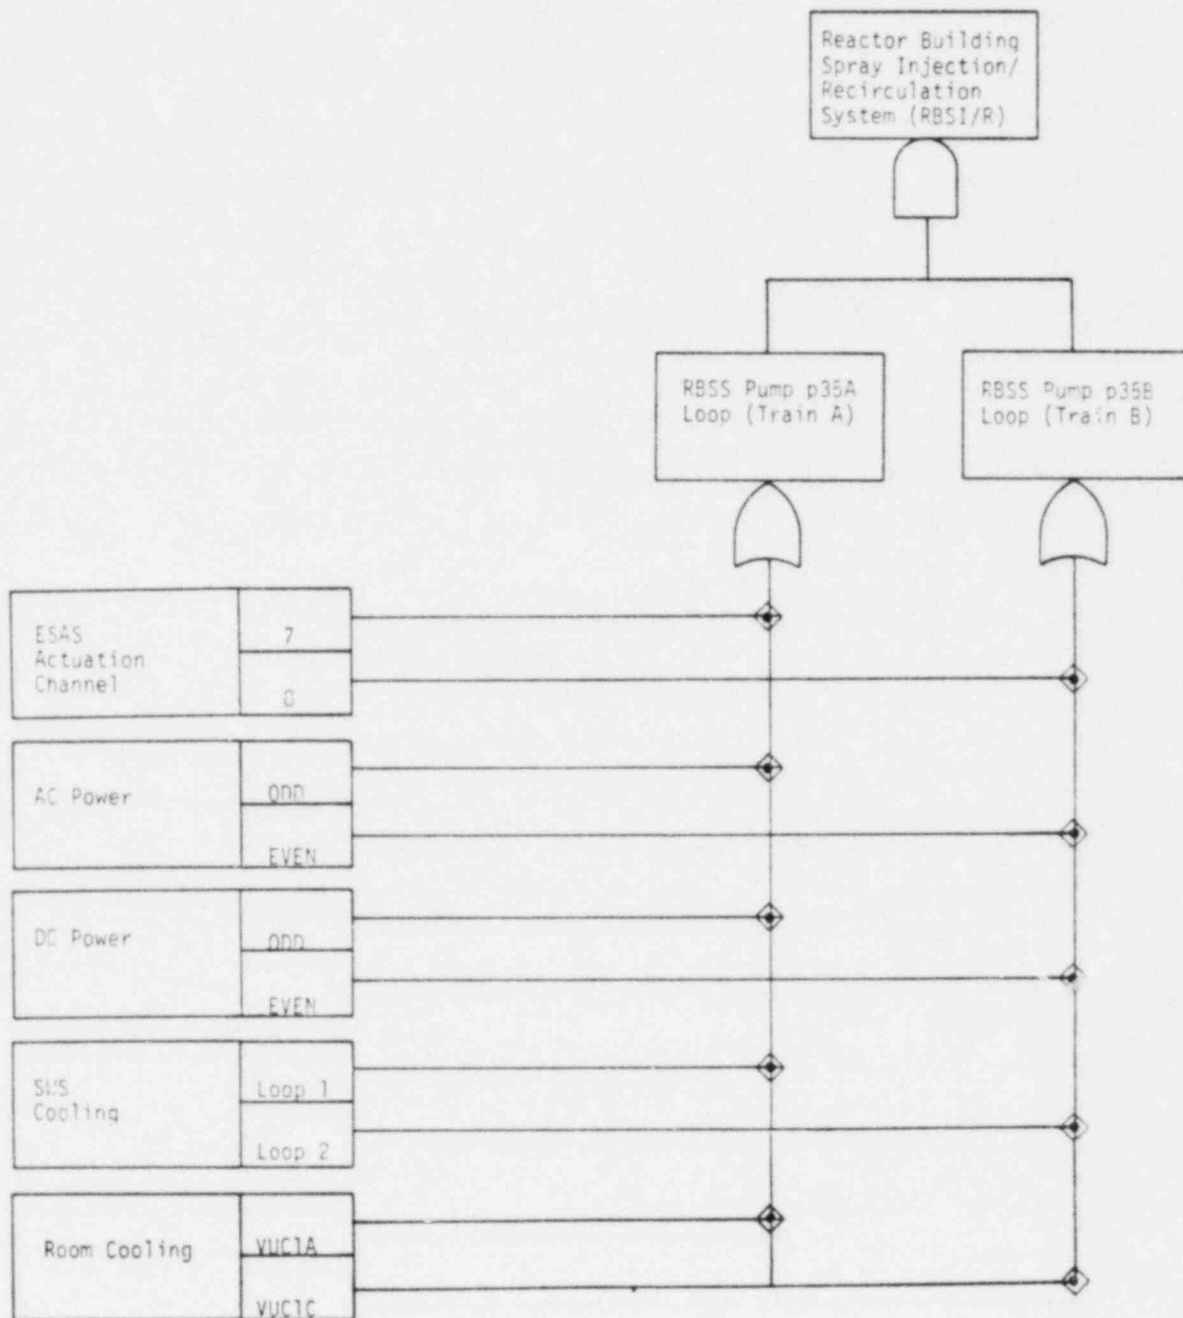 Reactor Building
Spray Injection/
Recirculation
System (RBSI/R)
RBSS Pump p35A
Loop (Train A)
RBSS Pump p35B
Loop (Train B)
ESAS
Actuation
Channel
7
8
AC Power
ODD
EVEN
DC Power
ODD
EVEN
SWS
Cooling
Loop 1
Loop 2
Room Cooling
VUC1A
VUC1C